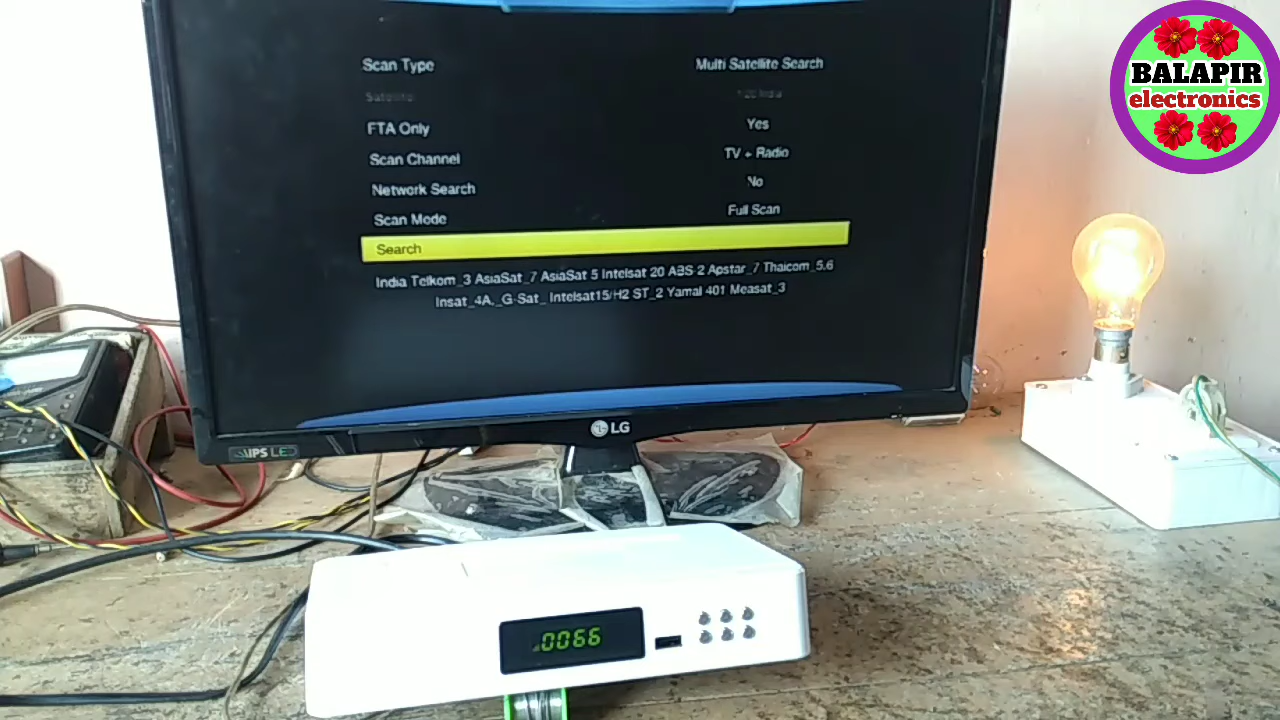 Scan Type Multi Satellite Search
Satellite
FTA Only Yes
Scan Channel TV + Radio
Network Search No
Scan Mode Full Scan
Search
India Telkom_3 AsiaSat_7 AsiaSat 5 Intelsat 20 ABS-2 Apstar_7 Thaicom_5.6
Insat_4A,_G-Sat_ Intelsat15/H2 ST_2 Yamal 401 Measat_3
LG
IPS LED
0066
BALAPIR
electronics